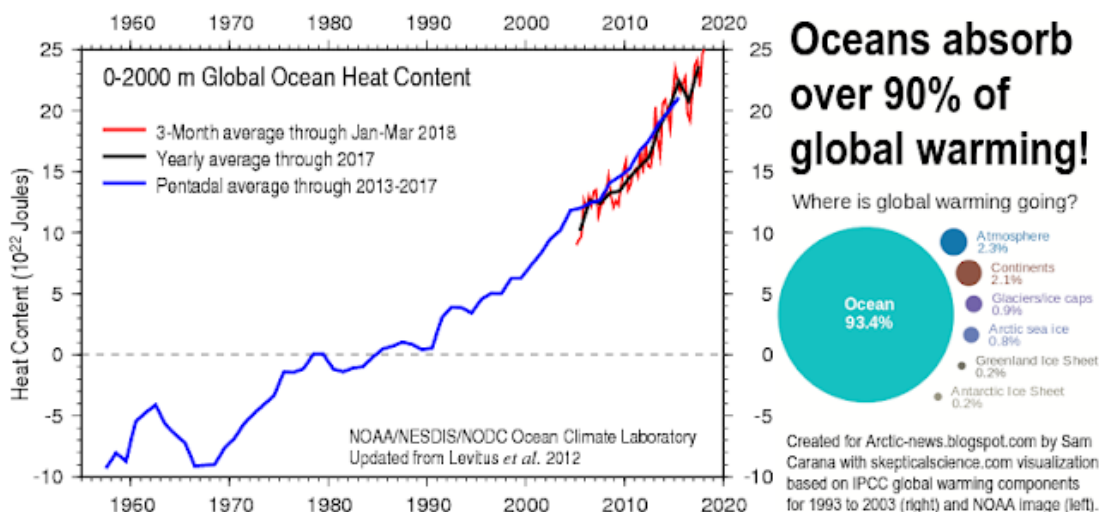 1960 1970 1980 1990 2000 2010 2020
25 25
20 20
15 15
10 10
5 5
0 0
-5 -5
-10 -10
1960 1970 1980 1990 2000 2010 2020
Heat Content (10²² Joules)
0-2000 m Global Ocean Heat Content
3-Month average through Jan-Mar 2018
Yearly average through 2017
Pentadal average through 2013-2017
NOAA/NESDIS/NODC Ocean Climate Laboratory
Updated from Levitus et al. 2012
Oceans absorb
over 90% of
global warming!
Where is global warming going?
Ocean
93.4%
Atmosphere
2.3%
Continents
2.1%
Glaciers/ice caps
0.9%
Arctic sea ice
0.8%
Greenland Ice Sheet
0.2%
Antarctic Ice Sheet
0.2%
Created for Arctic-news.blogspot.com by Sam
Carana with skepticalscience.com visualization
based on IPCC global warming components
for 1993 to 2003 (right) and NOAA image (left).